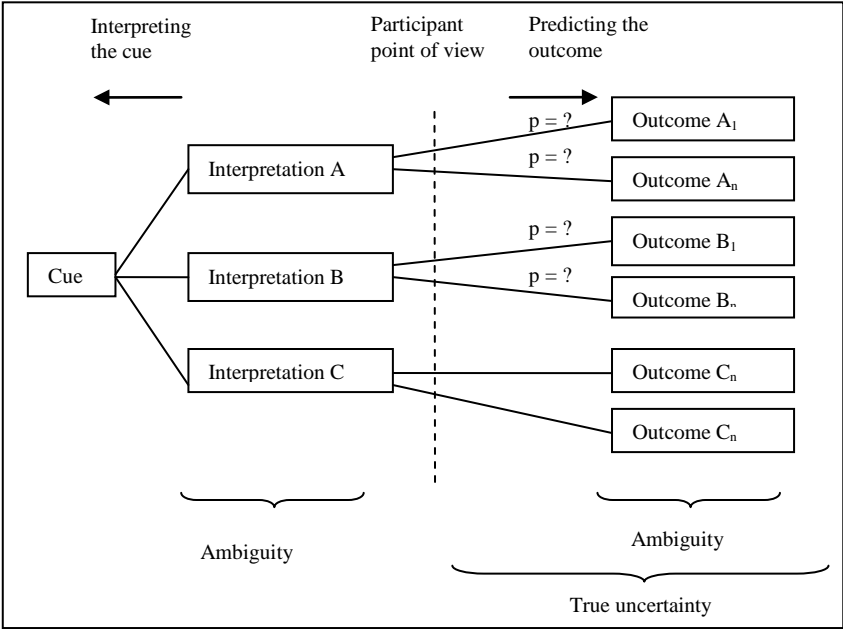 Interpreting
the cue
Participant
point of view
Predicting the
outcome
p = ?
Outcome A₁
Interpretation A
p = ?
Outcome Aₙ
p = ?
Outcome B₁
Cue
Interpretation B
p = ?
Outcome Bₙ
Interpretation C
Outcome Cₙ
Outcome Cₙ
Ambiguity
Ambiguity
True uncertainty